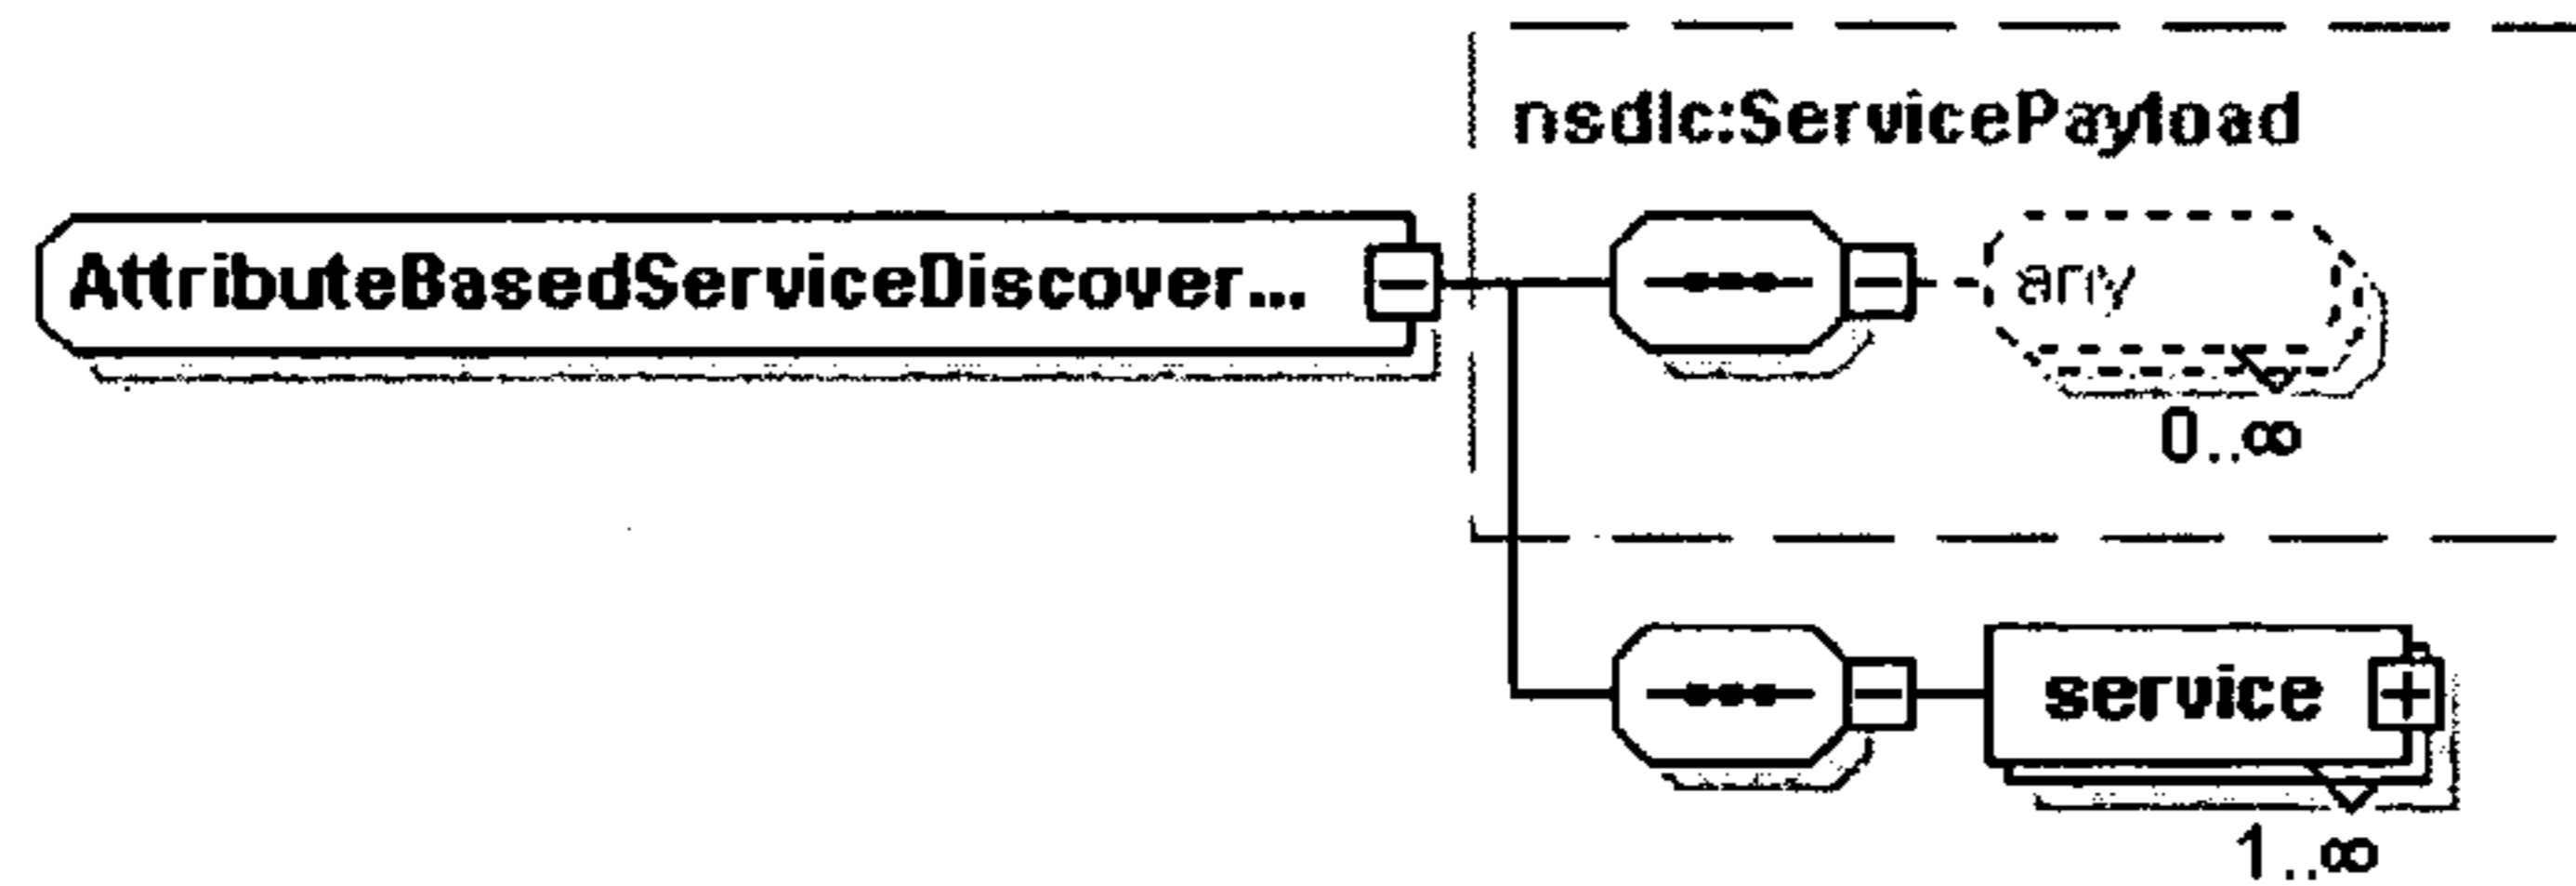 nsdlc:ServicePayload
AttributeBasedServiceDiscover...
any
0..∞
service
1..∞